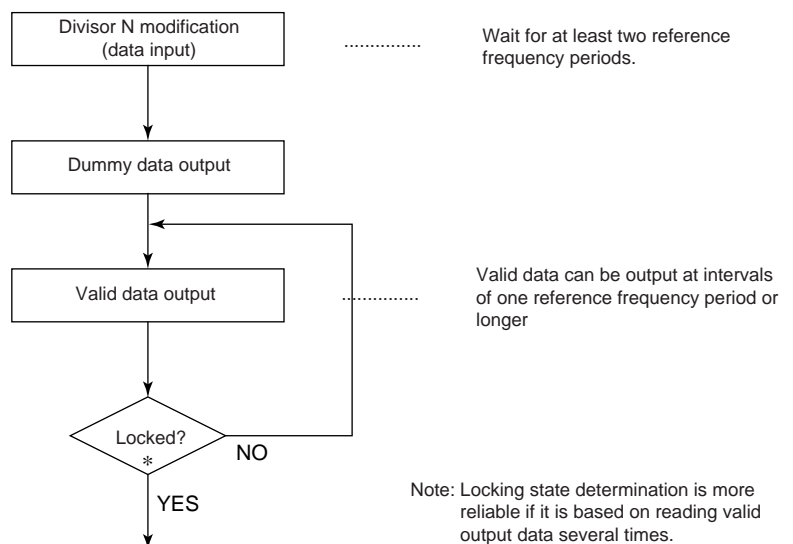 Divisor N modification
(data input)
...............
Wait for at least two reference
frequency periods.
Dummy data output
Valid data output
..............
Valid data can be output at intervals
of one reference frequency period or
longer
Locked?
*
NO
YES
Note: Locking state determination is more
reliable if it is based on reading valid
output data several times.